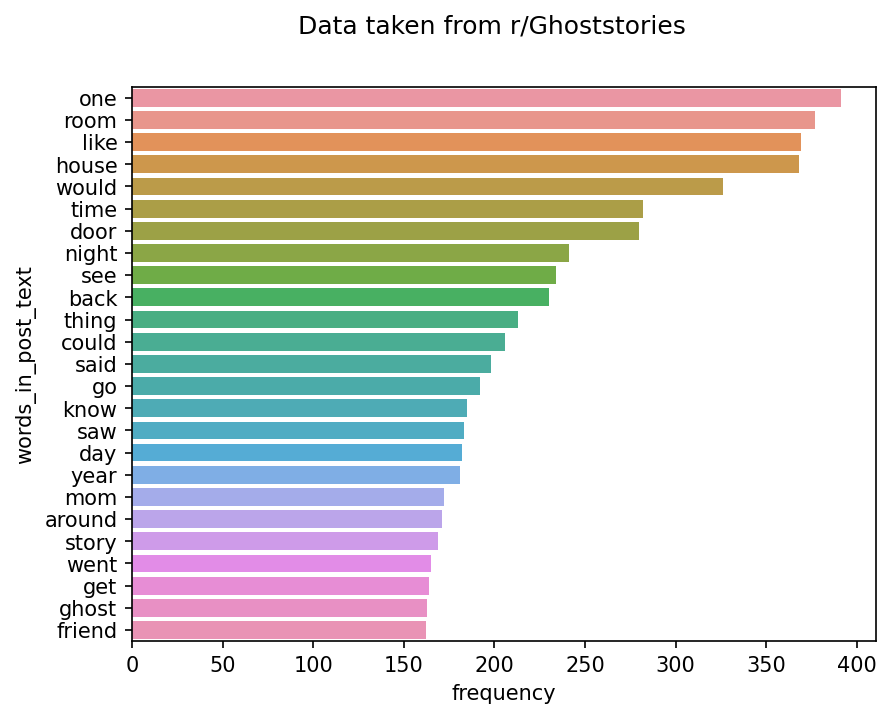 Data taken from r/Ghoststories
words_in_post_text
one
room
like
house
would
time
door
night
see
back
thing
could
said
go
know
saw
day
year
mom
around
story
went
get
ghost
friend
0 50 100 150 200 250 300 350 400
frequency